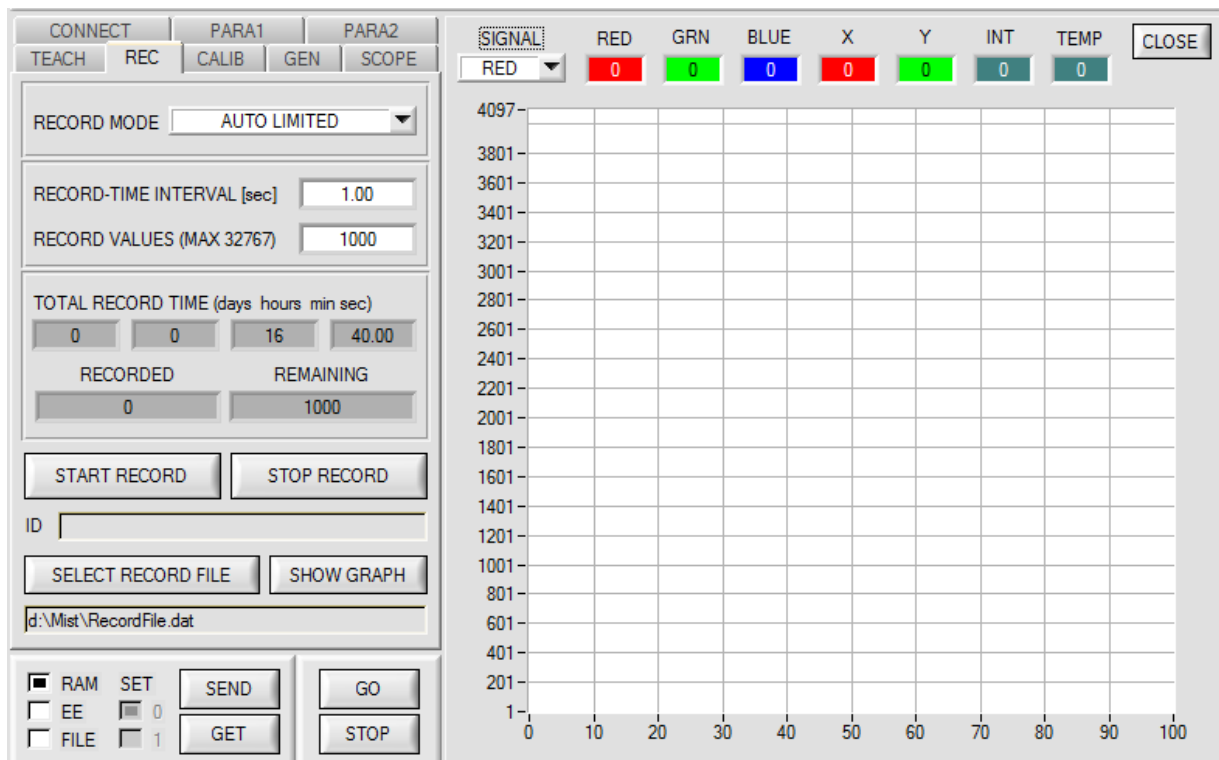 CONNECT PARA1 PARA2
TEACH REC CALIB GEN SCOPE
RECORD MODE AUTO LIMITED
RECORD-TIME INTERVAL [sec] 1.00
RECORD VALUES (MAX 32767) 1000
TOTAL RECORD TIME (days hours min sec)
0 0 16 40.00
RECORDED REMAINING
0 1000
START RECORD STOP RECORD
ID
SELECT RECORD FILE SHOW GRAPH
d:\Mist\RecordFile.dat
RAM SET SEND GO
EE 0
FILE 1 GET STOP
SIGNAL RED GRN BLUE X Y INT TEMP CLOSE
RED 0 0 0 0 0 0 0
4097
3801
3601
3401
3201
3001
2801
2601
2401
2201
2001
1801
1601
1401
1201
1001
801
601
401
201
1
0 10 20 30 40 50 60 70 80 90 100